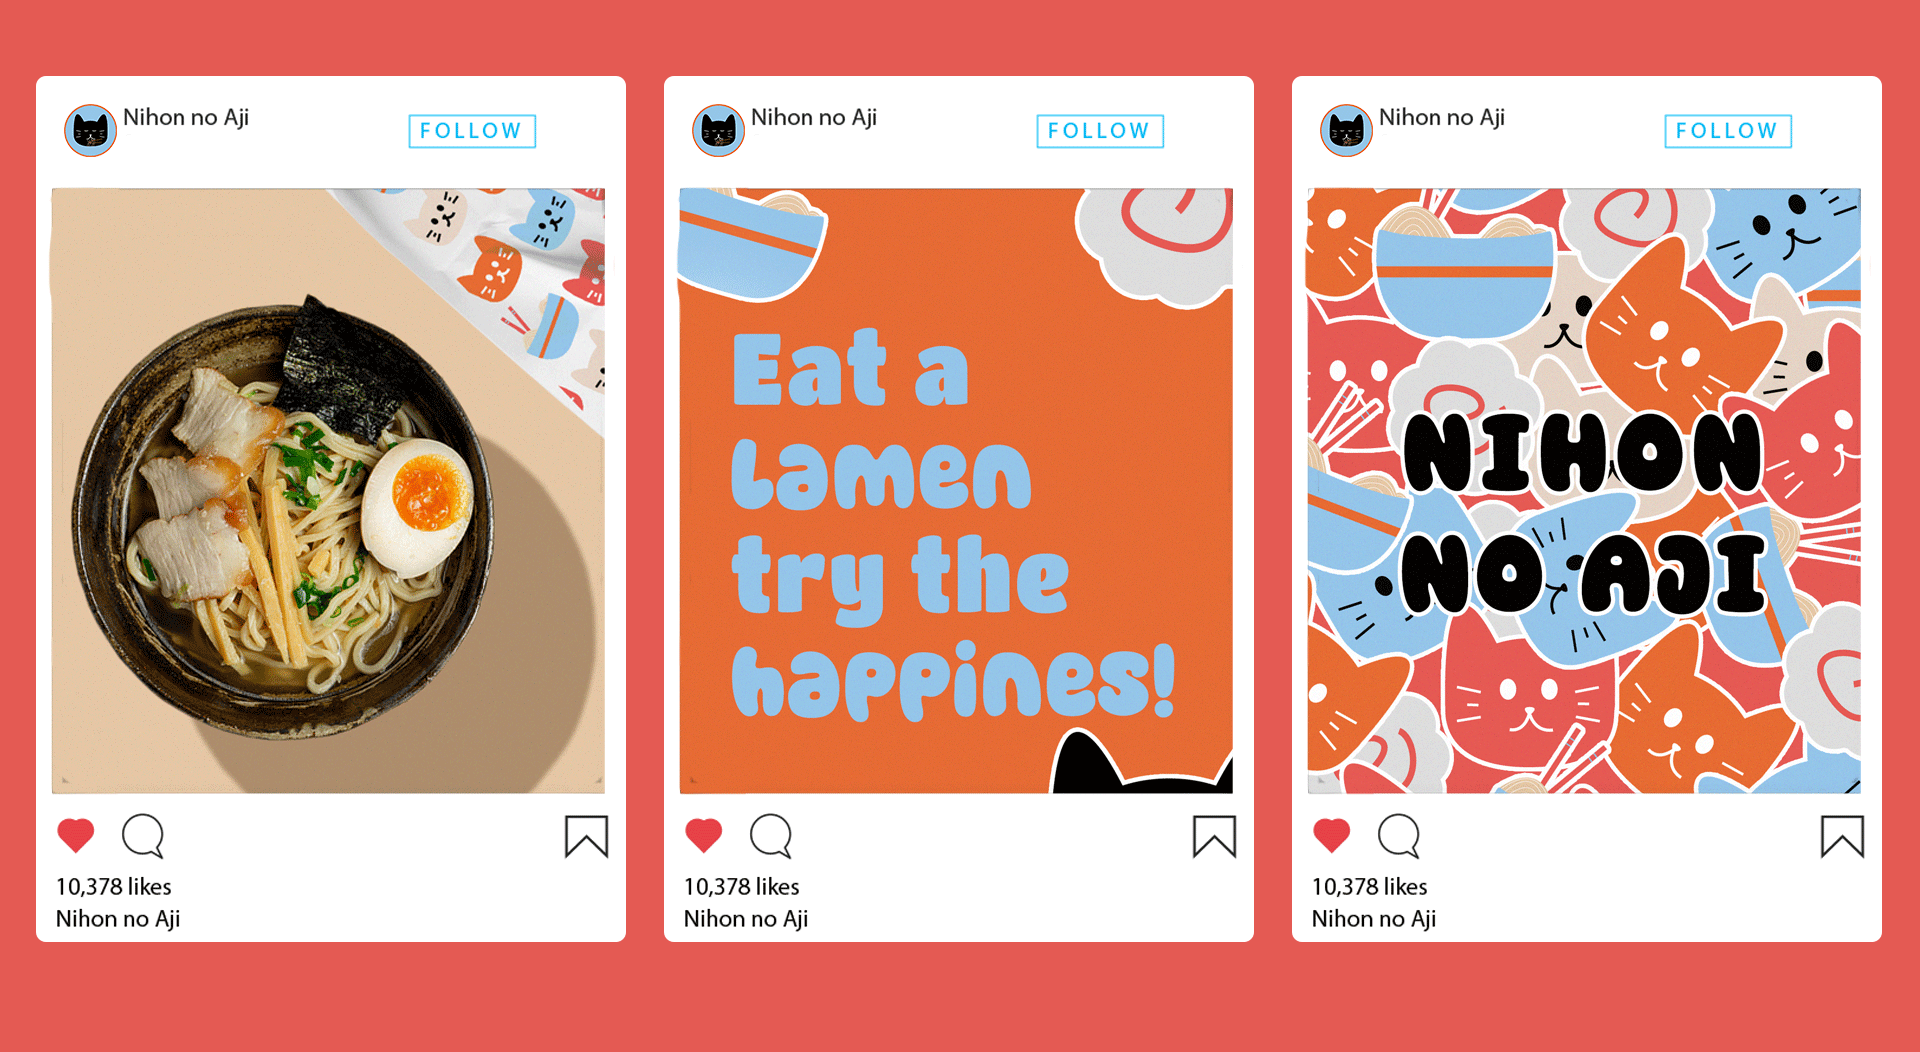 Nihon no Aji
FOLLOW
10,378 likes
Nihon no Aji
Nihon no Aji
FOLLOW
Eat a
Lamen
try the
happines!
10,378 likes
Nihon no Aji
Nihon no Aji
FOLLOW
NIHON
NO AJI
10,378 likes
Nihon no Aji